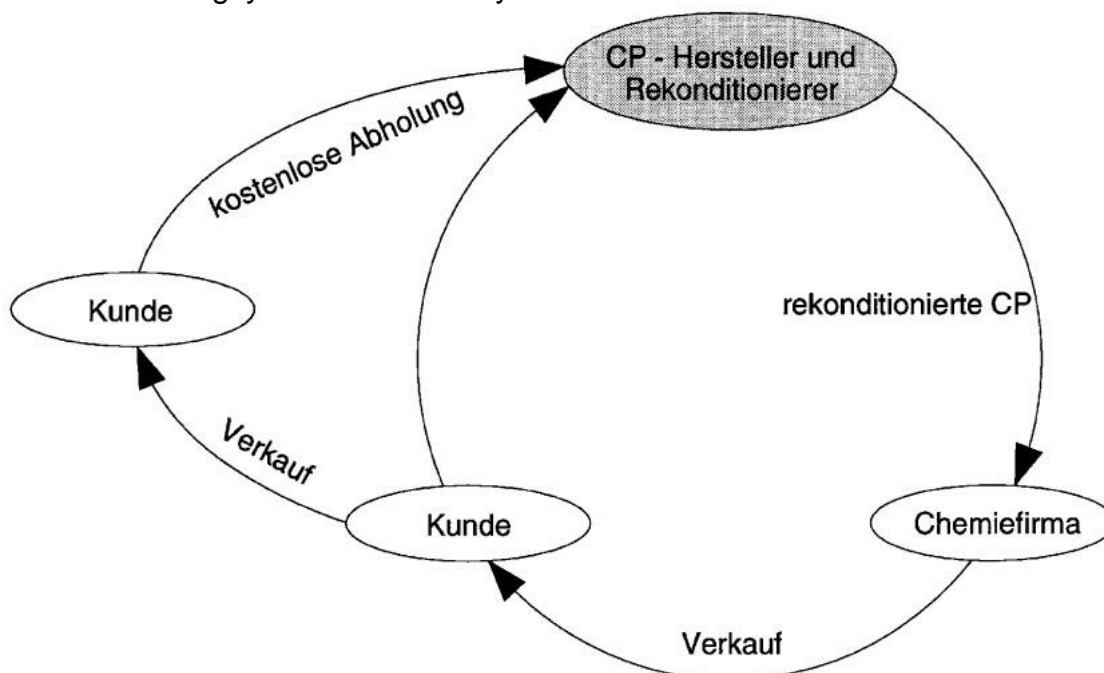 CP - Hersteller und
Rekonditionierer
kostenlose Abholung
Kunde
rekonditionierte CP
Verkauf
Kunde
Chemiefirma
Verkauf